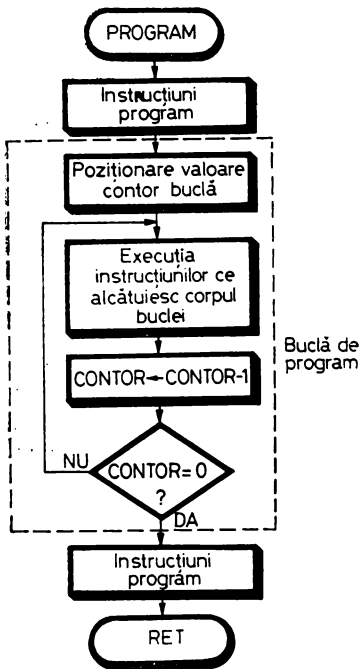 PROGRAM
Instrucțiuni
program
Poziționare valoare
contor buclă
Execuția
instrucțiunilor ce
alcătuiesc corpul
buclei
Buclă de
program
CONTOR←CONTOR-1
NU
CONTOR=0
?
DA
Instrucțiuni
program
RET